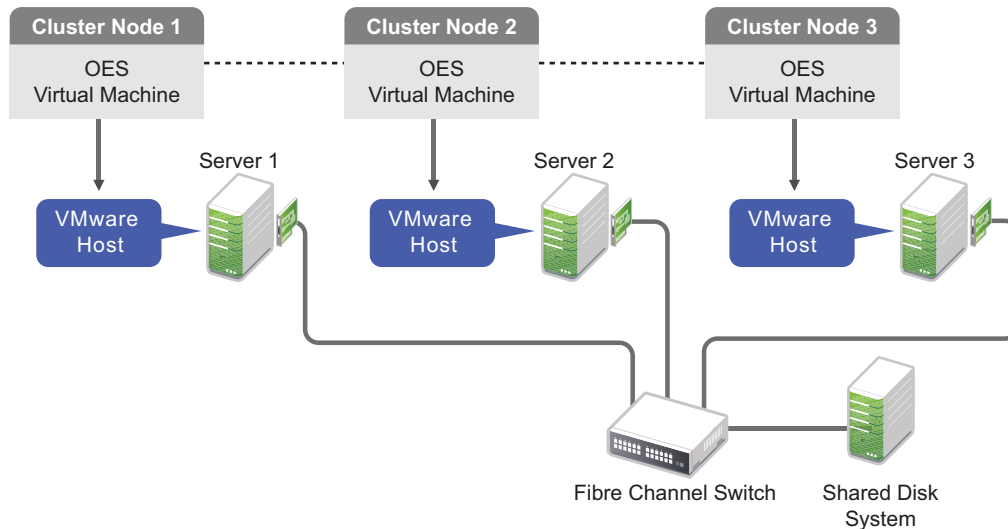 Cluster Node 1
OES
Virtual Machine
Cluster Node 2
OES
Virtual Machine
Cluster Node 3
OES
Virtual Machine
Server 1
VMware
Host
Server 2
VMware
Host
Server 3
VMware
Host
Fibre Channel Switch
Shared Disk
System